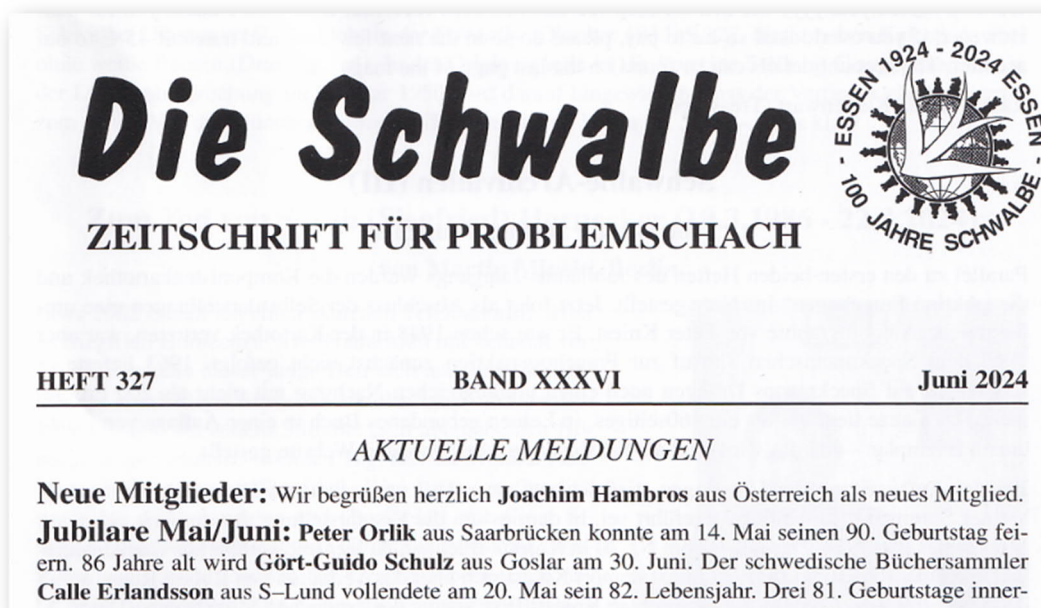 Die Schwalbe
ESSEN 1924 - 2024 ESSEN
- 100 JAHRE SCHWALBE -
ZEITSCHRIFT FÜR PROBLEMSCHACH
HEFT 327 BAND XXXVI Juni 2024
AKTUELLE MELDUNGEN
Neue Mitglieder: Wir begrüßen herzlich Joachim Hambros aus Österreich als neues Mitglied.
Jubilare Mai/Juni: Peter Orlik aus Saarbrücken konnte am 14. Mai seinen 90. Geburtstag fei-
ern. 86 Jahre alt wird Gört-Guido Schulz aus Goslar am 30. Juni. Der schwedische Büchersammler
Calle Erlandsson aus S–Lund vollendete am 20. Mai sein 82. Lebensjahr. Drei 81. Geburtstage inner-